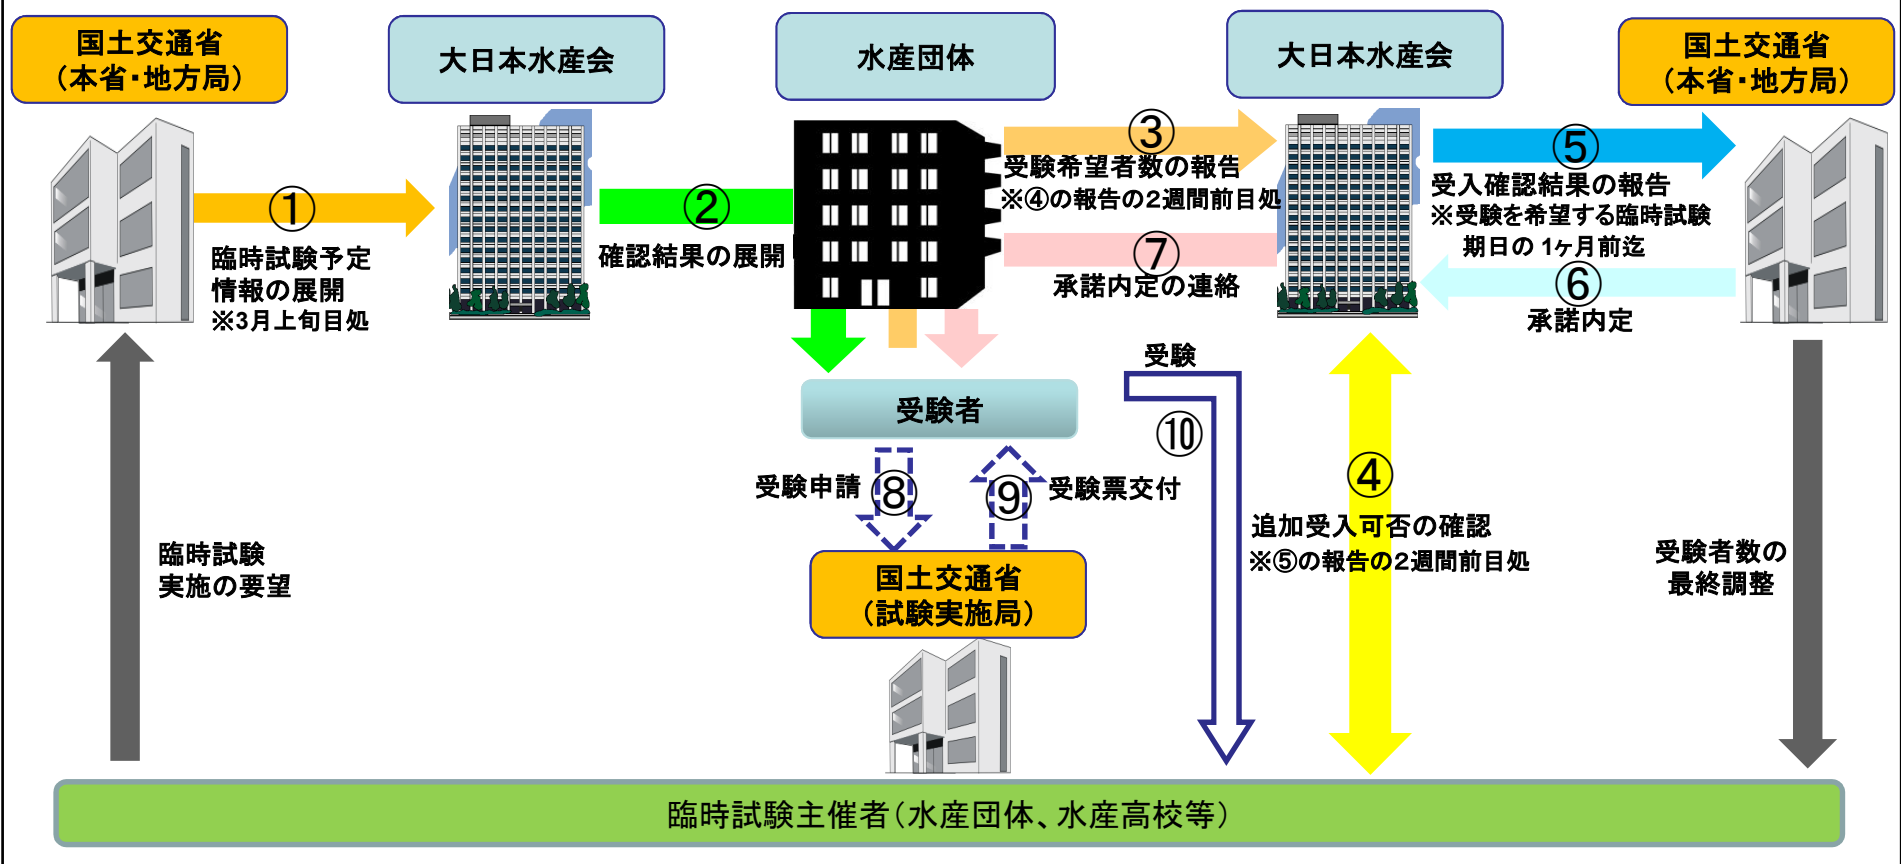 国土交通省
（本省・地方局）
大日本水産会
水産団体
大日本水産会
国土交通省
（本省・地方局）
①
臨時試験予定
情報の展開
※3月上旬目処
②
確認結果の展開
③
受験希望者数の報告
※④の報告の2週間前目処
⑦
承諾内定の連絡
⑤
受入確認結果の報告
※受験を希望する臨時試験
期日の1ヶ月前迄
⑥
承諾内定
受験者
受験
⑩
受験申請
⑧
⑨
受験票交付
④
追加受入可否の確認
※⑤の報告の2週間前目処
臨時試験
実施の要望
国土交通省
（試験実施局）
受験者数の
最終調整
臨時試験主催者（水産団体、水産高校等）